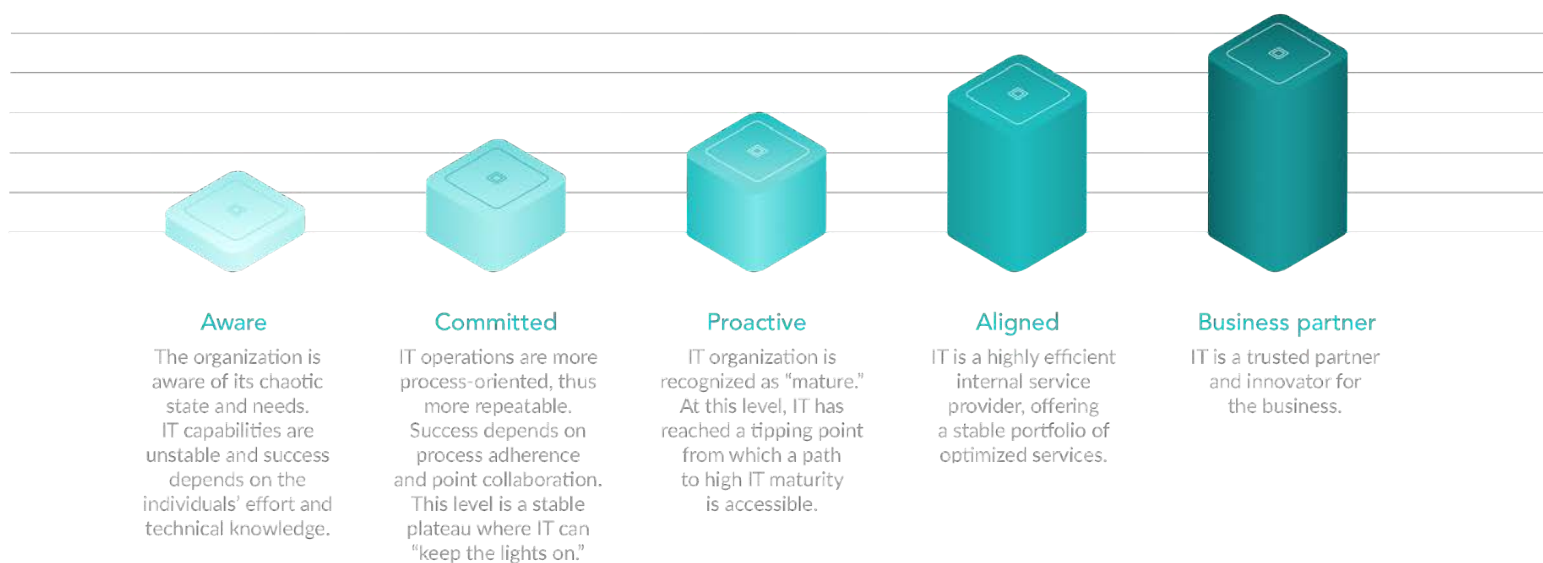 Aware
The organization is
aware of its chaotic
state and needs.
IT capabilities are
unstable and success
depends on the
individuals’ effort and
technical knowledge.
Committed
IT operations are more
process-oriented, thus
more repeatable.
Success depends on
process adherence
and point collaboration.
This level is a stable
plateau where IT can
“keep the lights on.”
Proactive
IT organization is
recognized as “mature.”
At this level, IT has
reached a tipping point
from which a path
to high IT maturity
is accessible.
Aligned
IT is a highly efficient
internal service
provider, offering
a stable portfolio of
optimized services.
Business partner
IT is a trusted partner
and innovator for
the business.